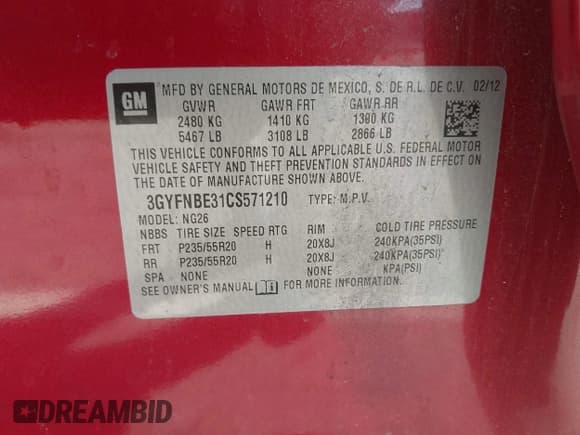 GM
MFD BY GENERAL MOTORS DE MEXICO, S. DE R.L. DE C.V. 02/12
GVWR GAWR FRT GAWR RR
2480 KG 1410 KG 1300 KG
5467 LB 3108 LB 2866 LB
THIS VEHICLE CONFORMS TO ALL APPLICABLE U.S. FEDERAL MOTOR
VEHICLE SAFETY AND THEFT PREVENTION STANDARDS IN EFFECT ON
THE DATE OF MANUFACTURE SHOWN ABOVE.
3GYFNBE31CS571210 TYPE: M.P.V.
MODEL: NG26
NBBS TIRE SIZE SPEED RTG RIM COLD TIRE PRESSURE
FRT P235/55R20 H 20X8J 240KPA(35PSI)
RR P235/55R20 H 20X8J 240KPA(35PSI)
SPA NONE NONE KPA(PSI)
SEE OWNER'S MANUAL FOR MORE INFORMATION.
DREAMBID